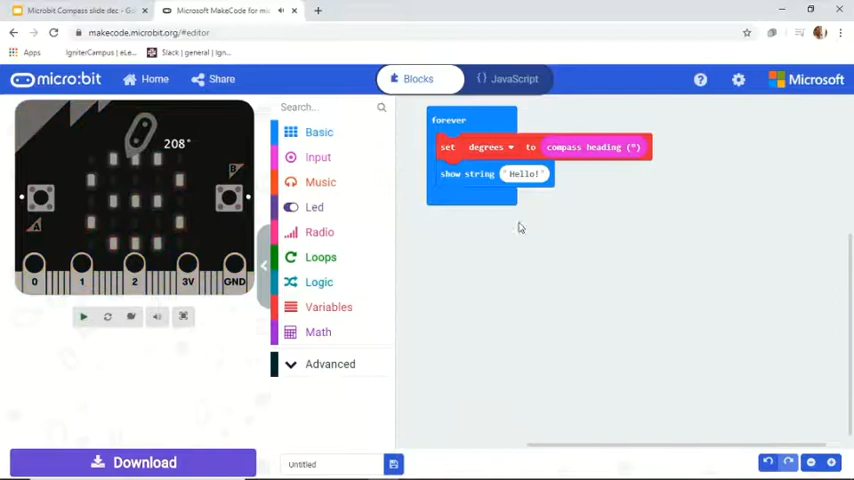 Microbit Compass slide dec - Go
Microsoft MakeCode for mi
makecode.microbit.org/#editor
Apps
IgniterCampus | eLe...
Slack | general | Ign...
micro:bit
Home
Share
Blocks
{} JavaScript
Microsoft
208°
B
A
0
1
2
3V
GND
Search...
Basic
Input
Music
Led
Radio
Loops
Logic
Variables
Math
Advanced
forever
set degrees to compass heading (°)
show string "Hello!"
Download
Untitled